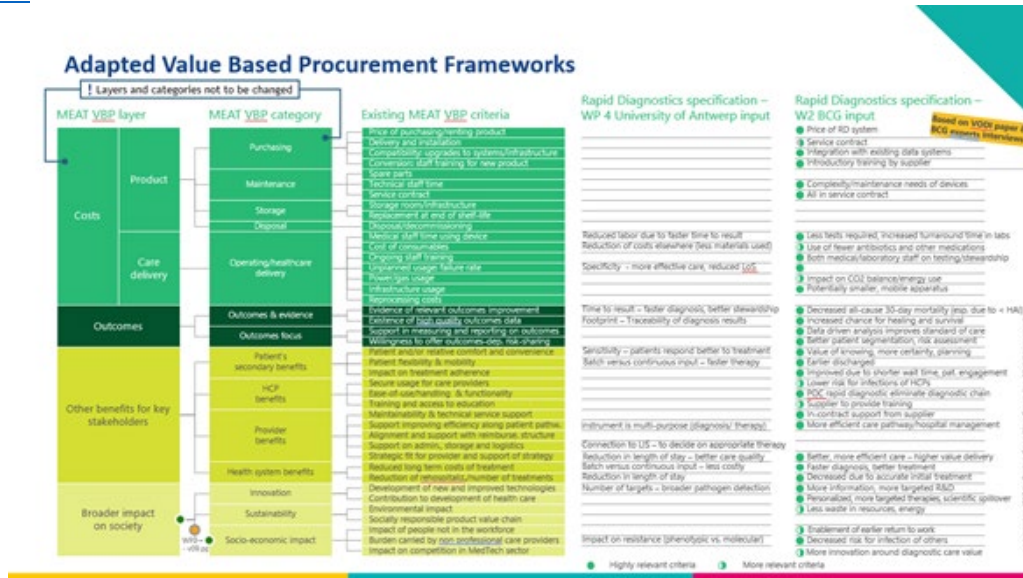 Adapted Value Based Procurement Frameworks
! Layers and categories not to be changed
MEAT VBP layer
MEAT VBP category
Existing MEAT VBP criteria
Rapid Diagnostics specification –
WP 4 University of Antwerp input
Rapid Diagnostics specification –
W2 BCG input
Based on VODI paper
BCG experts interviews
Costs
Product
Care
delivery
Outcomes
Other benefits for key
stakeholders
Broader impact
on society
Purchasing
Maintenance
Storage
Disposal
Operating/healthcare
delivery
Outcomes & evidence
Outcomes focus
Patient's
secondary benefits
HCP
benefits
Provider
benefits
Health system benefits
Innovation
Sustainability
Socio-economic impact
Price of purchasing/renting product
Delivery and installation
Compatibility: upgrades to systems/infrastructure
Conversion: staff training for new product
Spare parts
Technical staff time
Service contract
Storage room/infrastructure
Replacement at end of shelf-life
Disposal/decommissioning
Medical staff time using device
Cost of consumables
Ongoing staff training
Unplanned usage: failure rate
Power/gas usage
Infrastructure usage
Reprocessing costs
Evidence of relevant outcomes improvement
Existence of high quality outcomes data
Support in measuring and reporting on outcomes
Willingness to offer outcomes-dep. risk-sharing
Patient and/or relative comfort and convenience
Patient flexibility & mobility
Impact on treatment adherence
Secure usage for care providers
Ease-of-use/handling & functionality
Training and access to education
Maintainability & technical service support
Support improving efficiency along patient pathw.
Alignment and support with reimburse. structure
Support on admin, storage and logistics
Strategic fit for provider and support of strategy
Reduced long term costs of treatment
Reduction of rehospitalis./number of treatments
Development of new and improved technologies
Contribution to development of health care
Environmental impact
Socially responsible product value chain
Impact of people not in the workforce
Burden carried by non professional care providers
Impact on competition in MedTech sector
Reduced labor due to faster time to result
Reduction of costs elsewhere (less materials used)
Specificity - more effective care, reduced LoS
Time to result – faster diagnosis, better stewardship
Footprint – Traceability of diagnosis results
Sensitivity – patients respond better to treatment
Batch versus continuous input – faster therapy
Instrument is multi-purpose (diagnosis/ therapy)
Connection to LIS – to decide on appropriate therapy
Reduction in length of stay – better care quality
Batch versus continuous input – less costly
Reduction in length of stay
Number of targets – broader pathogen detection
Impact on resistance (phenotypic vs. molecular)
Price of RD system
Service contract
Integration with existing data systems
Introductory training by supplier
Complexity/maintenance needs of devices
All in service contract
Less tests required, increased turnaround time in labs
Use of fewer antibiotics and other medications
Both medical/laboratory staff on testing/stewardship
Impact on CO2 balance/energy use
Potentially smaller, mobile apparatus
Decreased all-cause 30-day mortality (esp. due to < HAI)
Increased chance for healing and survival
Data driven analysis improves standard of care
Better patient segmentation, risk assessment
Value of knowing, more certainty, planning
Earlier discharged
Improved due to shorter wait time, pat. engagement
Lower risk for infections of HCPs
POC rapid diagnostic eliminate diagnostic chain
Supplier to provide training
In-contract support from supplier
More efficient care pathway/hospital management
Better, more efficient care – higher value delivery
Faster diagnosis, better treatment
Decreased due to accurate initial treatment
More information, more targeted R&D
Personalized, more targeted therapies, scientific spillover
Less waste in resources, energy
Enablement of earlier return to work
Decreased risk for infection of others
More innovation around diagnostic care value
Highly relevant criteria
More relevant criteria